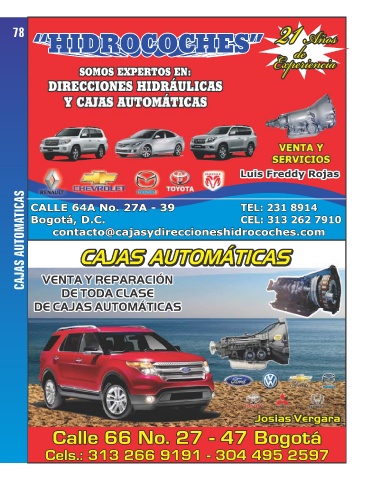 78
CAJAS AUTOMATICAS
"HIDROCOCHES"
21 Años
de
Experiencia
SOMOS EXPERTOS EN:
DIRECCIONES HIDRÁULICAS
Y CAJAS AUTOMÁTICAS
VENTA Y
SERVICIOS
Luis Freddy Rojas
RENAULT CHEVROLET mazda TOYOTA
CALLE 64A No. 27A - 39
Bogotá, D.C.
TEL: 231 8914
CEL: 313 262 7910
contacto@cajasydireccioneshidrocoches.com
CAJAS AUTOMÁTICAS
VENTA Y REPARACIÓN
DE TODA CLASE
DE CAJAS AUTOMÁTICAS
Ford
Josias Vergara
Calle 66 No. 27 - 47 Bogotá
Cels.: 313 266 9191 - 304 495 2597